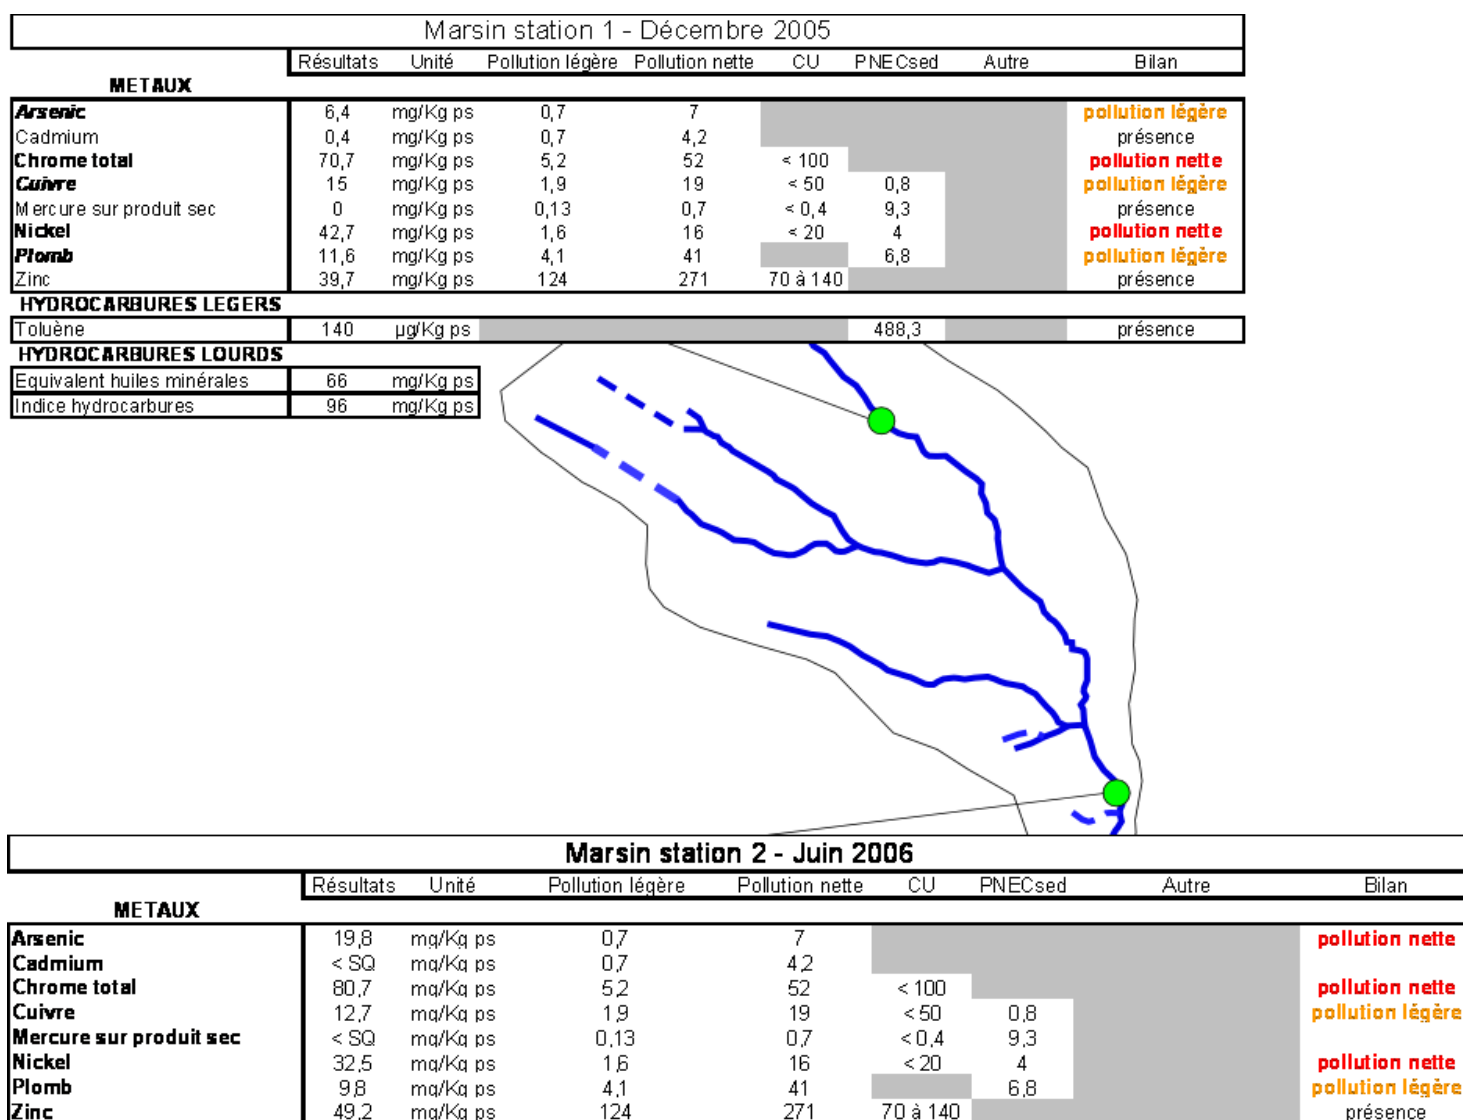 Marsin station 1 - Décembre 2005
Résultats Unité Pollution légère Pollution nette CU PNECsed Autre Bilan
METAUX
Arsenic 6,4 mg/Kg ps 0,7 7 pollution légère
Cadmium 0,4 mg/Kg ps 0,7 4,2 présence
Chrome total 70,7 mg/Kg ps 5,2 52 < 100 pollution nette
Cuivre 15 mg/Kg ps 1,9 19 < 50 0,8 pollution légère
Mercure sur produit sec 0 mg/Kg ps 0,13 0,7 < 0,4 9,3 présence
Nickel 42,7 mg/Kg ps 1,6 16 < 20 4 pollution nette
Plomb 11,6 mg/Kg ps 4,1 41 6,8 pollution légère
Zinc 39,7 mg/Kg ps 124 271 70 à 140 présence
HYDROCARBURES LEGERS
Toluène 140 µg/Kg ps 488,3 présence
HYDROCARBURES LOURDS
Equivalent huiles minérales 66 mg/Kg ps
Indice hydrocarbures 96 mg/Kg ps
Marsin station 2 - Juin 2006
Résultats Unité Pollution légère Pollution nette CU PNECsed Autre Bilan
METAUX
Arsenic 19,8 mg/Kg ps 0,7 7 pollution nette
Cadmium < SQ mg/Kg ps 0,7 4,2
Chrome total 80,7 mg/Kg ps 5,2 52 < 100 pollution nette
Cuivre 12,7 mg/Kg ps 1,9 19 < 50 0,8 pollution légère
Mercure sur produit sec < SQ mg/Kg ps 0,13 0,7 < 0,4 9,3
Nickel 32,5 mg/Kg ps 1,6 16 < 20 4 pollution nette
Plomb 9,8 mg/Kg ps 4,1 41 6,8 pollution légère
Zinc 49,2 mg/Kg ps 124 271 70 à 140 présence